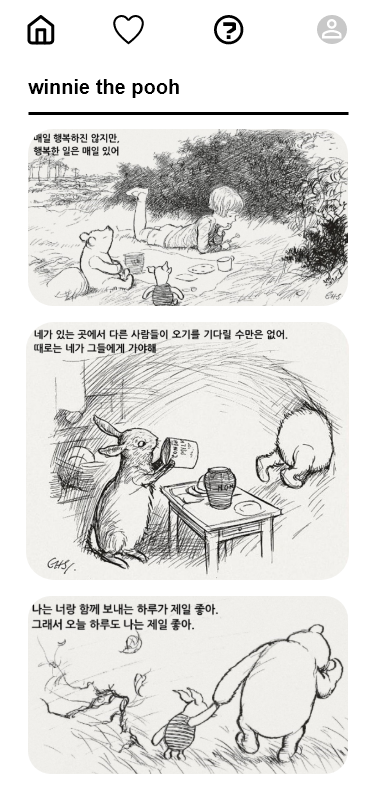 winnie the pooh
매일 행복하진 않지만,
행복한 일은 매일 있어
EHS
네가 있는 곳에서 다른 사람들이 오기를 기다릴 수만은 없어.
때로는 네가 그들에게 가야해
EHS.
나는 너랑 함께 보내는 하루가 제일 좋아.
그래서 오늘 하루도 나는 제일 좋아.